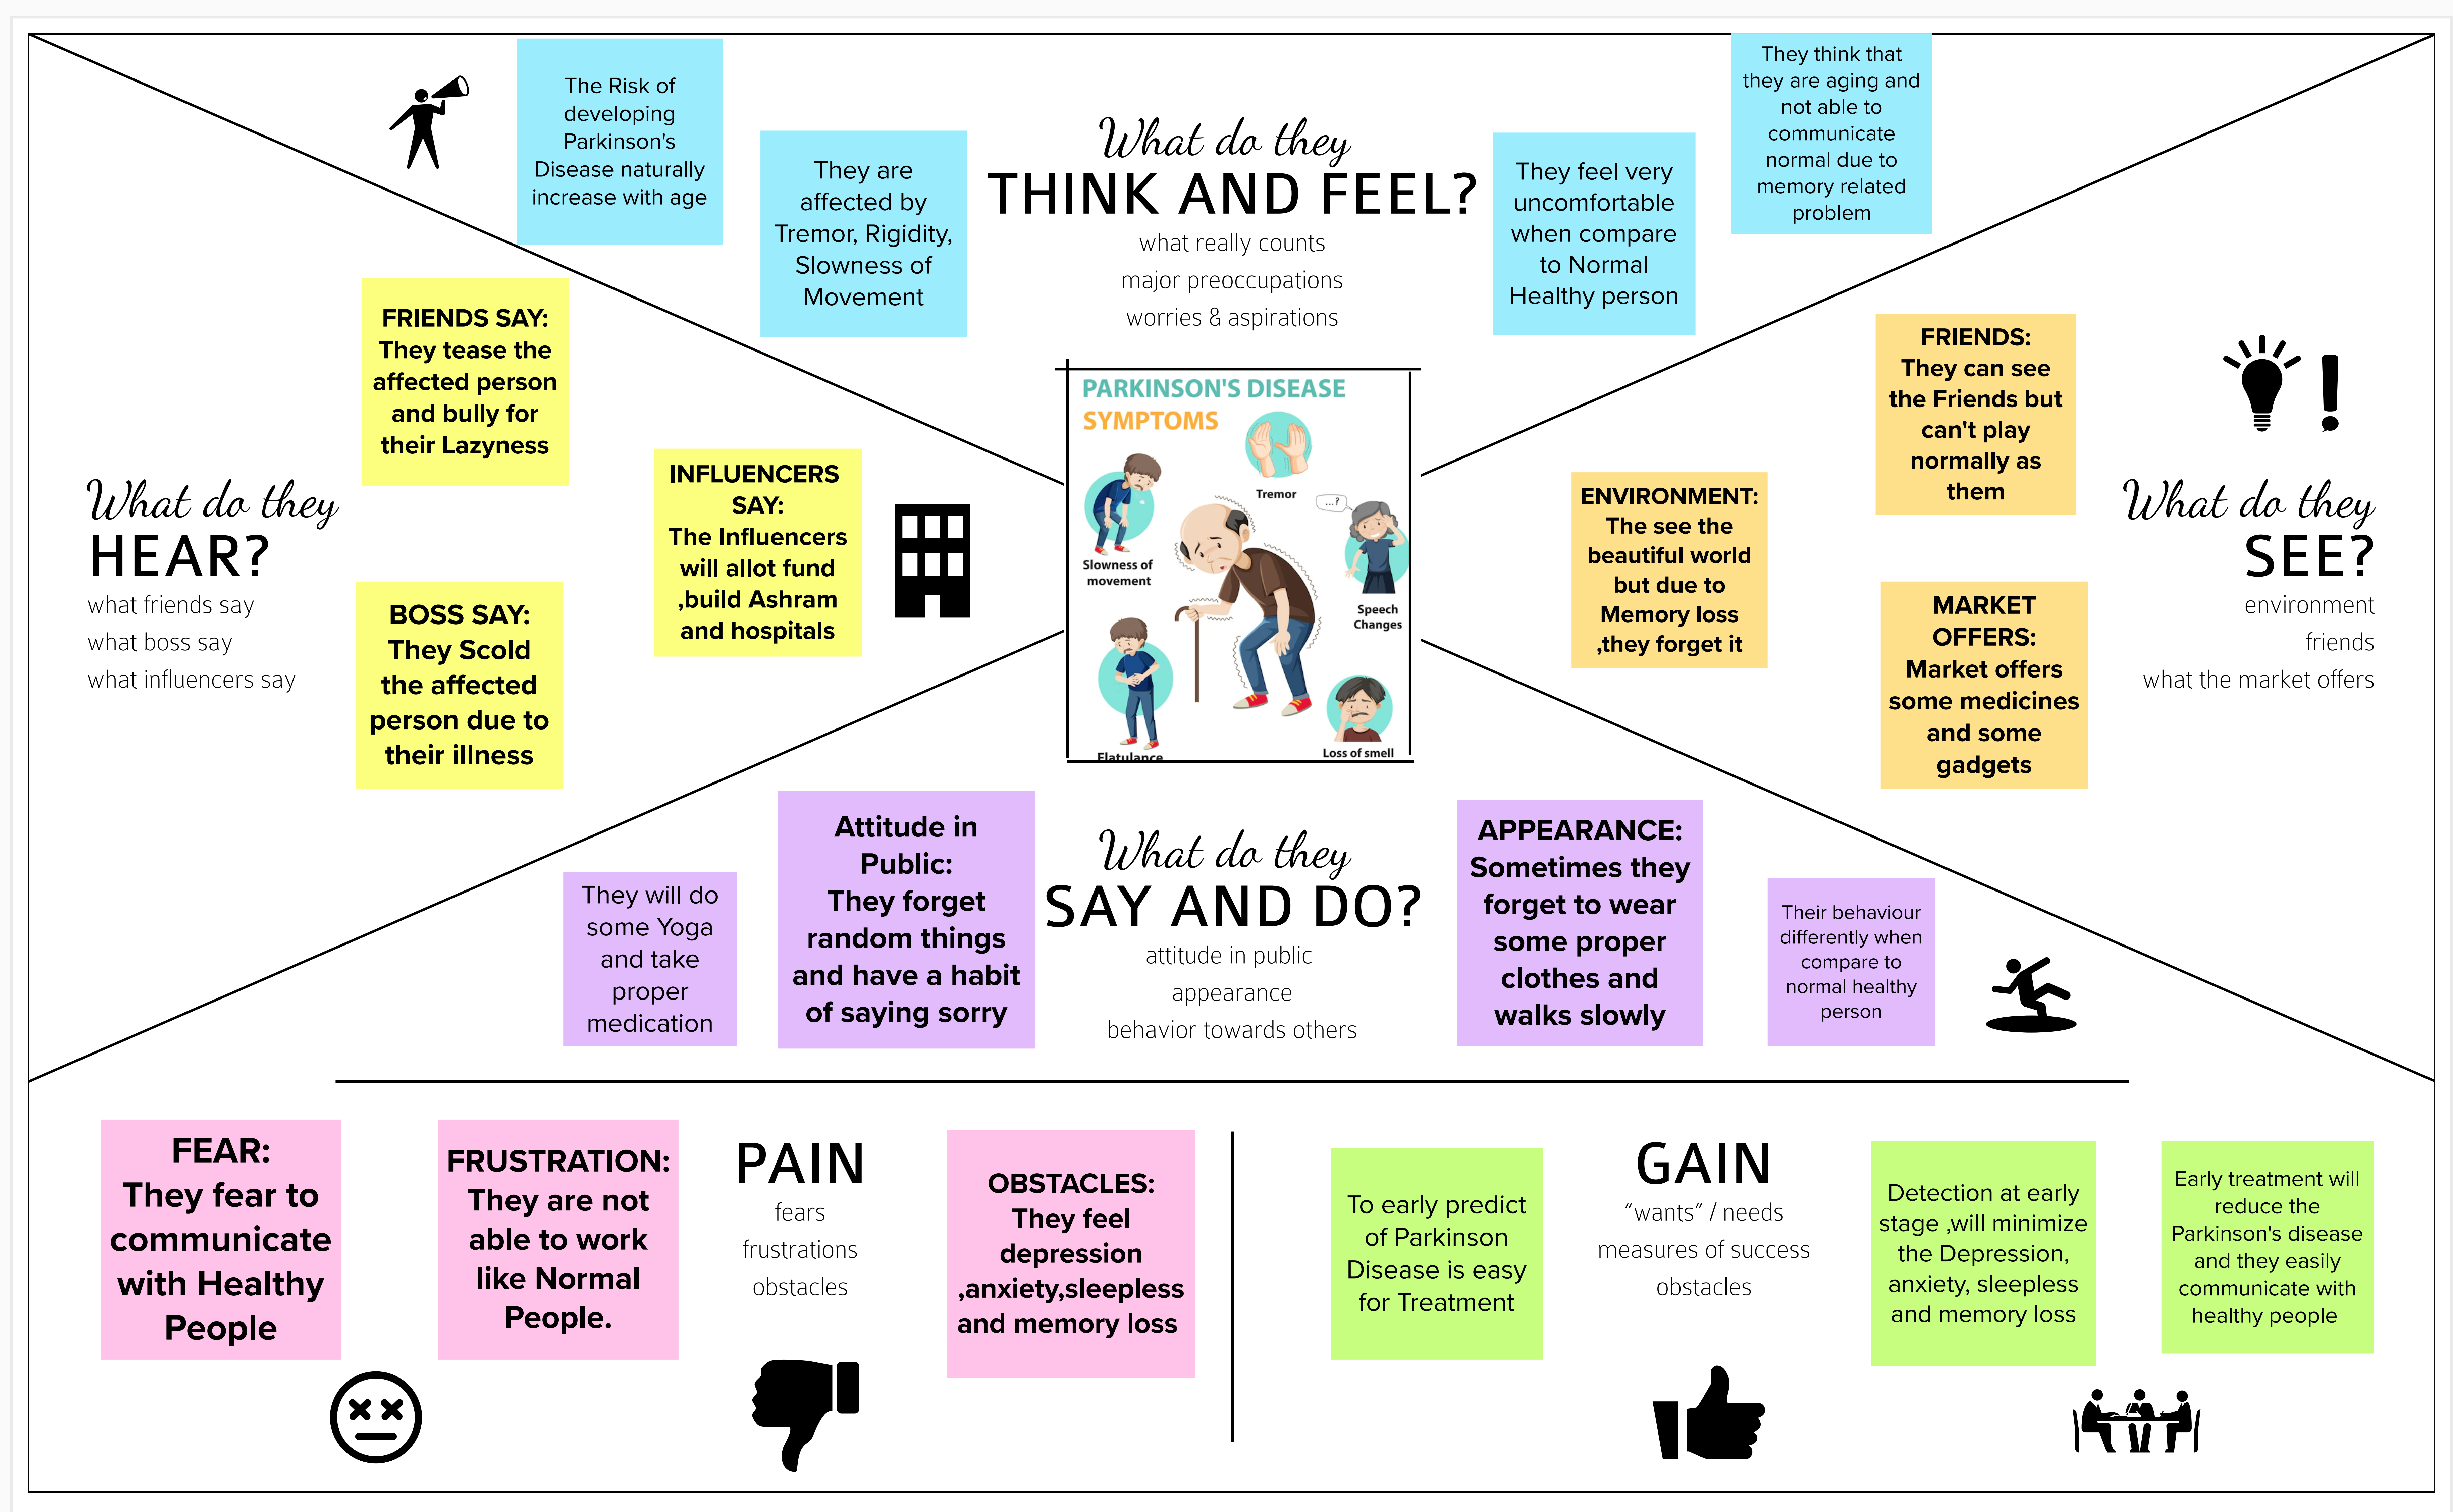 The Risk of
developing
Parkinson's
Disease naturally
increase with age
They are
affected by
Tremor, Rigidity,
Slowness of
Movement
What do they
THINK AND FEEL?
what really counts
major preoccupations
worries & aspirations
They feel very
uncomfortable
when compare
to Normal
Healthy person
They think that
they are aging and
not able to
communicate
normal due to
memory related
problem
What do they
HEAR?
what friends say
what boss say
what influencers say
FRIENDS SAY:
They tease the
affected person
and bully for
their Lazyness
BOSS SAY:
They Scold
the affected
person due to
their illness
INFLUENCERS
SAY:
The Influencers
will allot fund
,build Ashram
and hospitals
PARKINSON'S DISEASE
SYMPTOMS
Tremor
...?
Slowness of
movement
Speech
Changes
Flatulance
Loss of smell
ENVIRONMENT:
The see the
beautiful world
but due to
Memory loss
,they forget it
FRIENDS:
They can see
the Friends but
can't play
normally as
them
MARKET
OFFERS:
Market offers
some medicines
and some
gadgets
What do they
SEE?
environment
friends
what the market offers
They will do
some Yoga
and take
proper
medication
Attitude in
Public:
They forget
random things
and have a habit
of saying sorry
What do they
SAY AND DO?
attitude in public
appearance
behavior towards others
APPEARANCE:
Sometimes they
forget to wear
some proper
clothes and
walks slowly
Their behaviour
differently when
compare to
normal healthy
person
FEAR:
They fear to
communicate
with Healthy
People
FRUSTRATION:
They are not
able to work
like Normal
People.
PAIN
fears
frustrations
obstacles
OBSTACLES:
They feel
depression
,anxiety,sleepless
and memory loss
To early predict
of Parkinson
Disease is easy
for Treatment
GAIN
“wants” / needs
measures of success
obstacles
Detection at early
stage ,will minimize
the Depression,
anxiety, sleepless
and memory loss
Early treatment will
reduce the
Parkinson's disease
and they easily
communicate with
healthy people